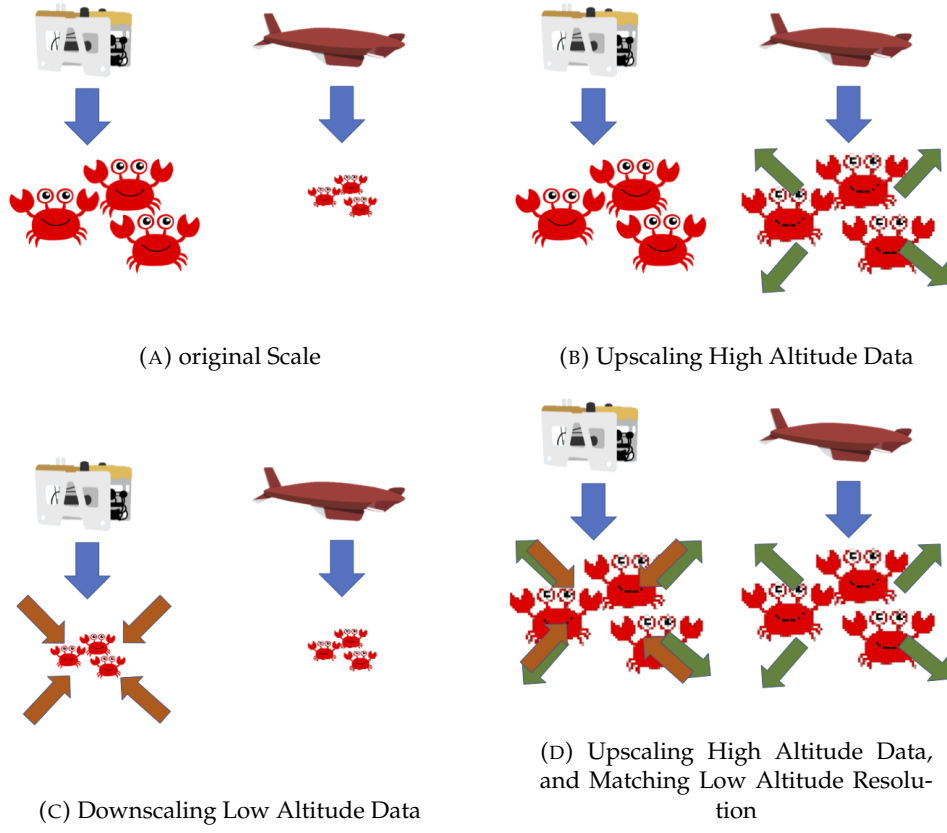 (A) original Scale
(B) Upscaling High Altitude Data
(C) Downscaling Low Altitude Data
(D) Upscaling High Altitude Data,
and Matching Low Altitude Resolu-
tion